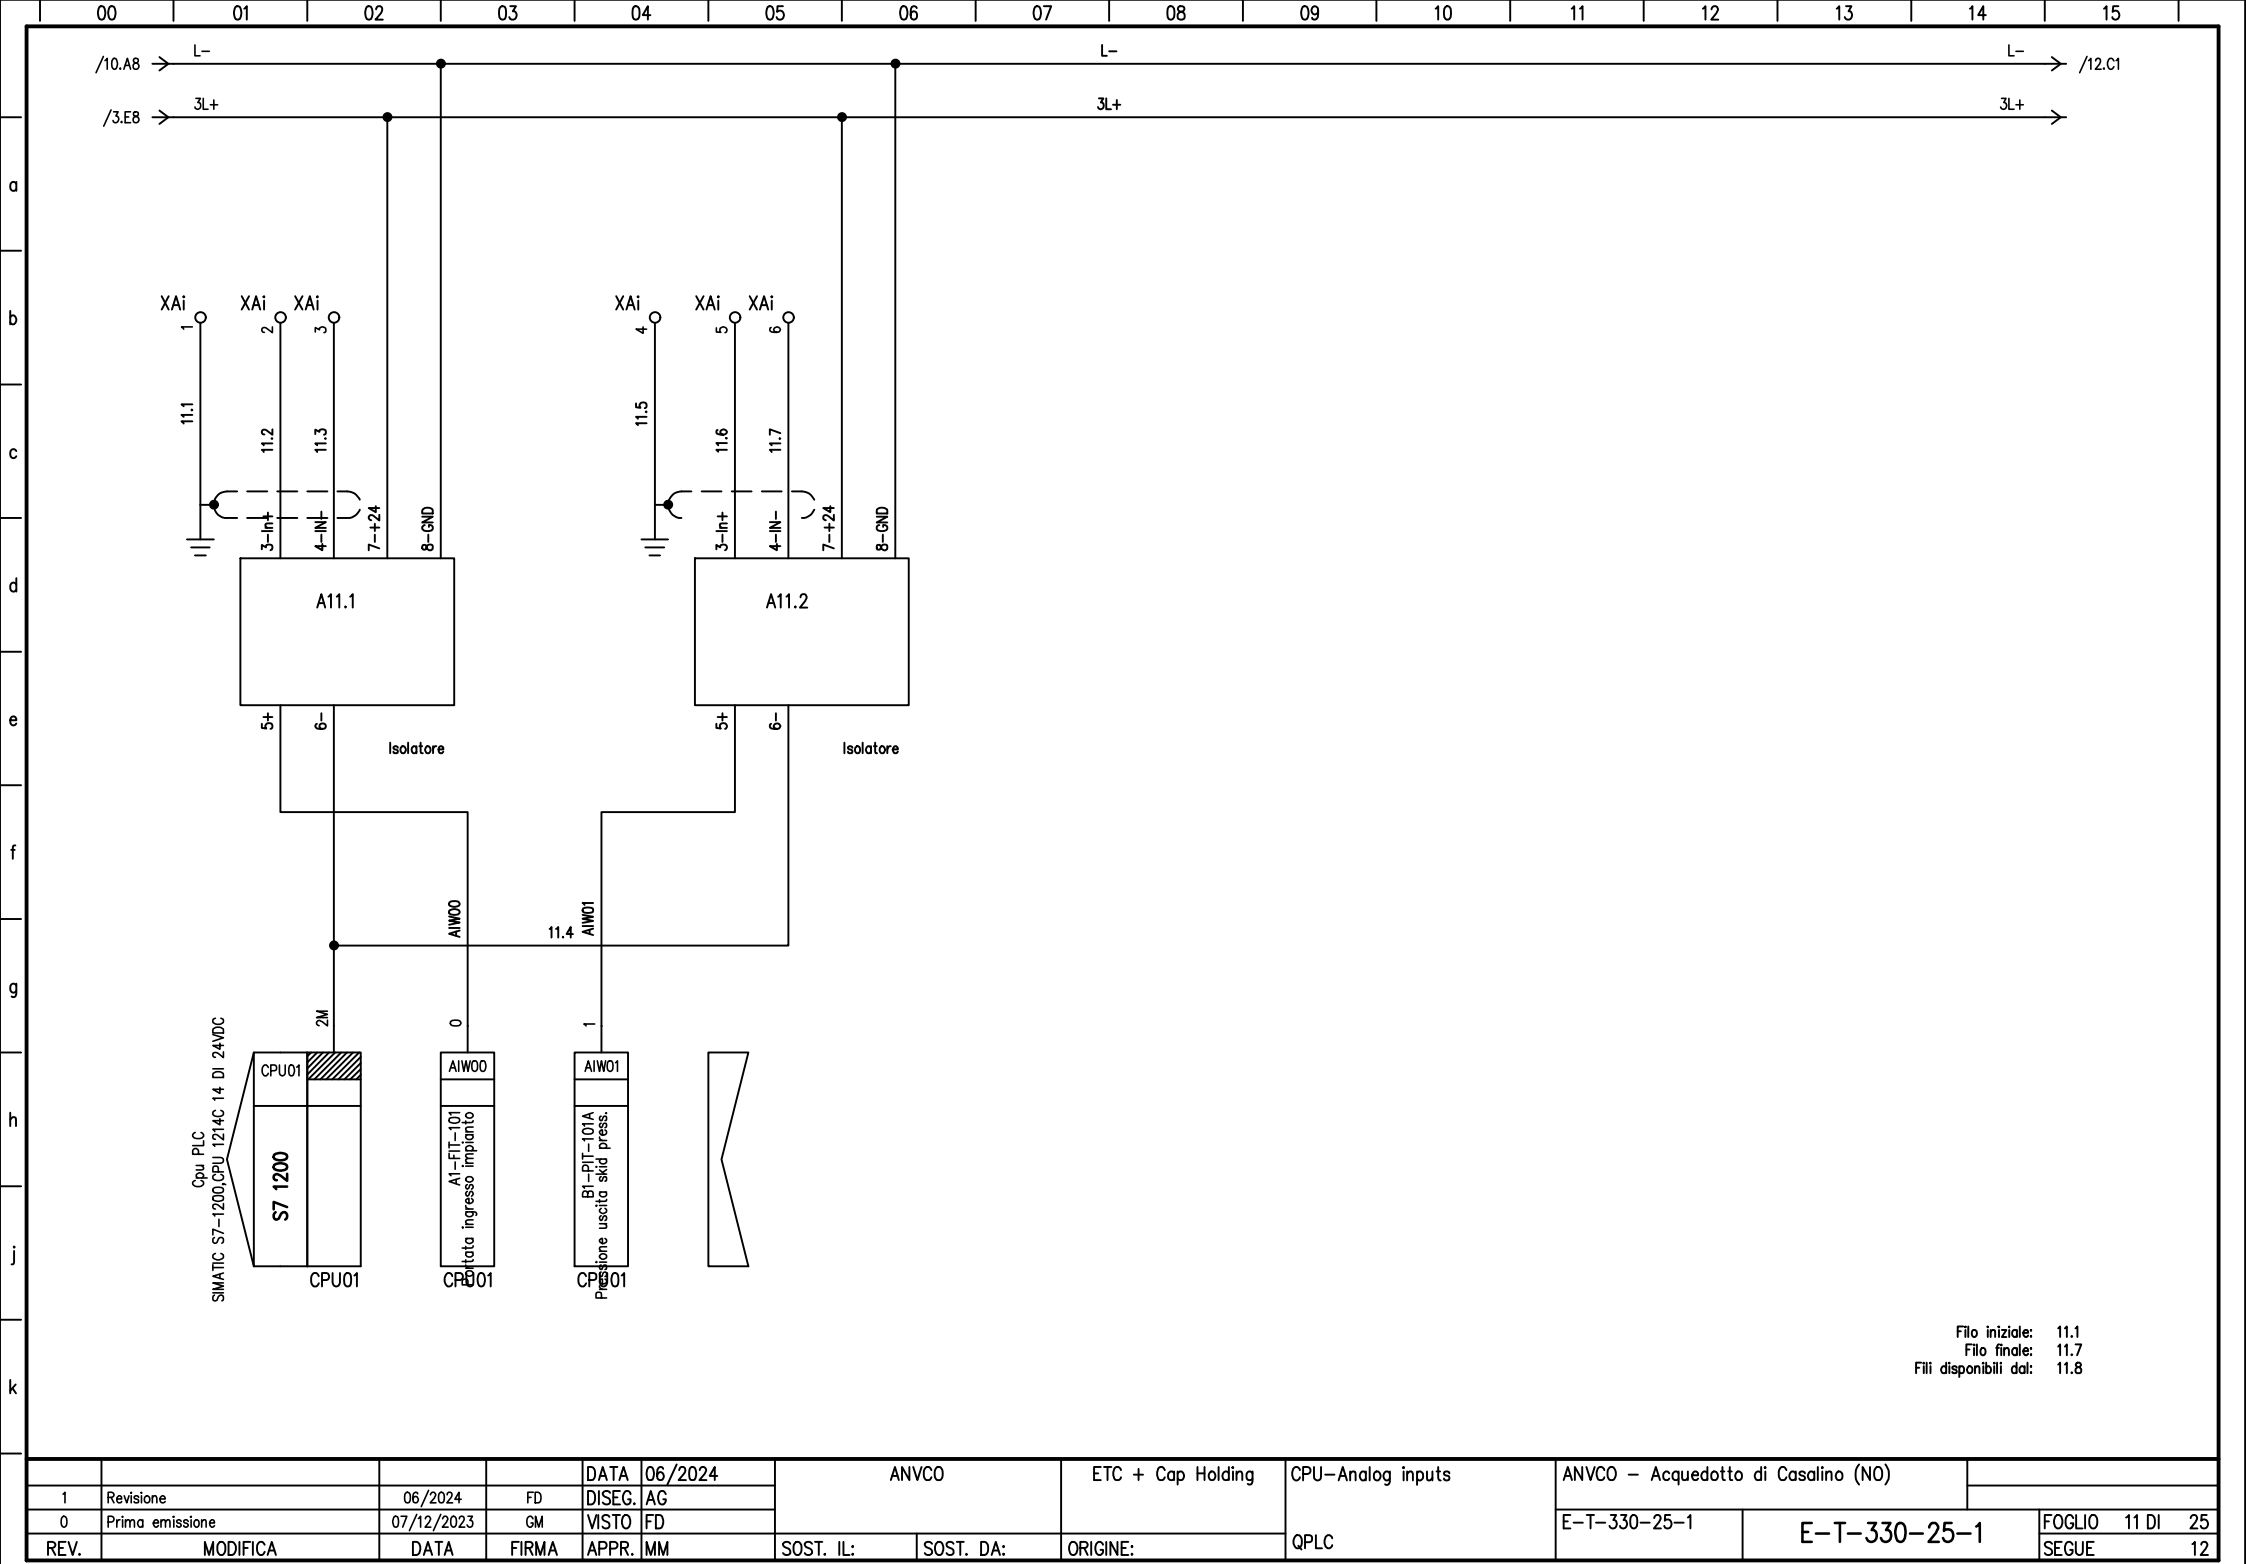 00 01 02 03 04 05 06 07 08 09 10 11 12 13 14 15
L- L- L-
/10.A8 /12.C1
3L+ 3L+ 3L+
/3.E8
a
b
c
d
e
f
g
h
j
k
XAi XAi XAi XAi XAi XAi
1 2 3 4 5 6
11.1 11.2 11.3 11.5 11.6 11.7
3-In+ 4-IN- 7-+24 8-GND 3-In+ 4-IN- 7-+24 8-GND
A11.1 A11.2
5+ 6- 5+ 6-
Isolatore Isolatore
AIW00 11.4 AIW01
2M 0 1
Cpu PLC
SIMATIC S7-1200,CPU 1214C 14 DI 24VDC
CPU01 AIW00 AIW01
S7 1200
A1-FIT-101
Portata ingresso impianto
B1-PIT-101A
Pressione uscita skid press.
CPU01 CPU01 CPU01
Filo iniziale: 11.1
Filo finale: 11.7
Fili disponibili dal: 11.8
DATA 06/2024 ANVCO ETC + Cap Holding CPU-Analog inputs ANVCO - Acquedotto di Casalino (NO)
1 Revisione 06/2024 FD DISEG. AG
0 Prima emissione 07/12/2023 GM VISTO FD E-T-330-25-1 E-T-330-25-1 FOGLIO 11 DI 25
REV. MODIFICA DATA FIRMA APPR. MM SOST. IL: SOST. DA: ORIGINE: QPLC SEGUE 12